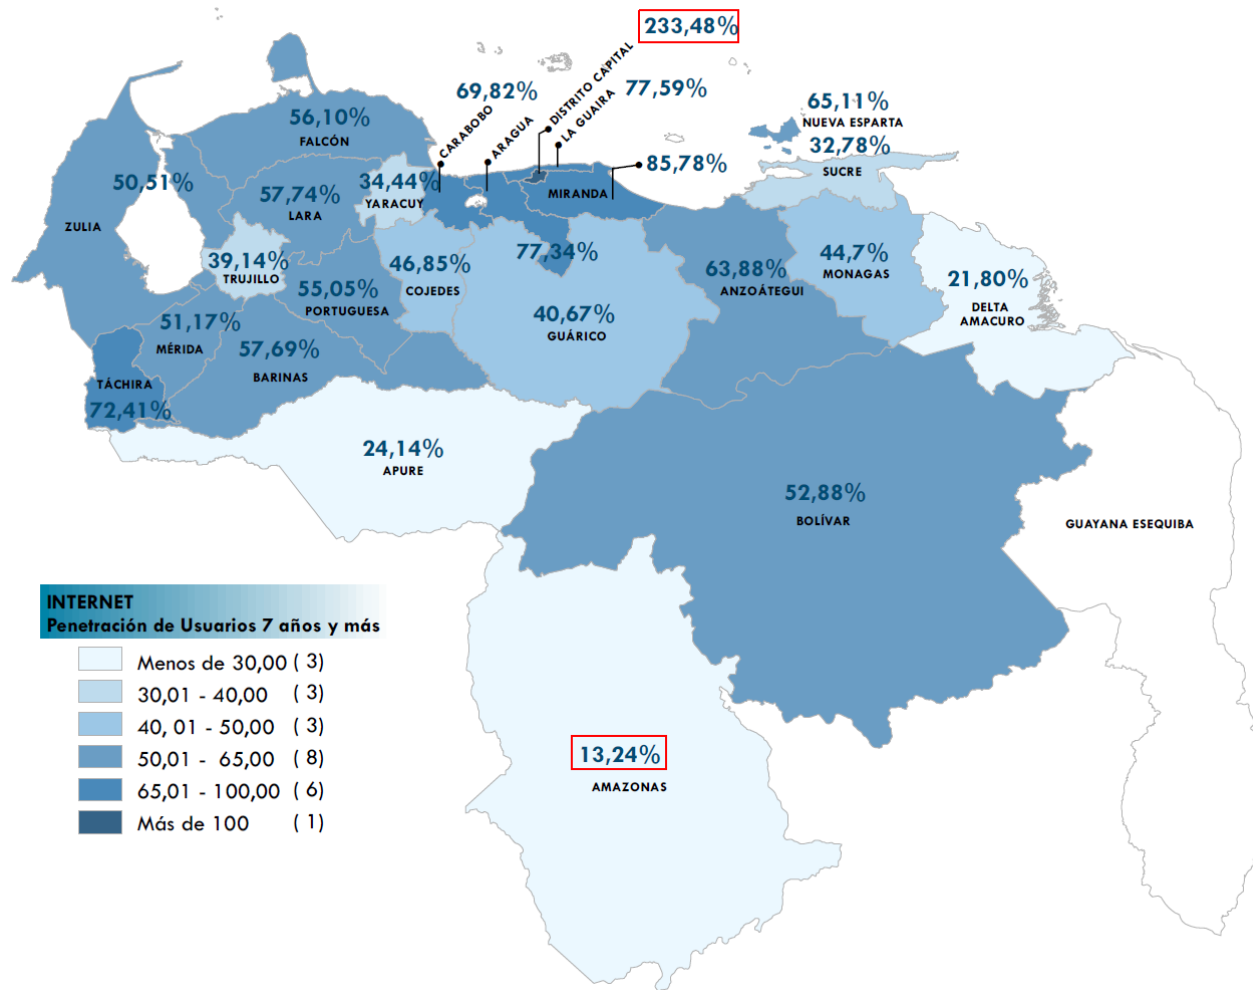 233,48%
DISTRITO CAPITAL
77,59%
LA GUAIRA
69,82%
CARABOBO
ARAGUA
65,11%
NUEVA ESPARTA
32,78%
SUCRE
56,10%
FALCÓN
85,78%
MIRANDA
50,51%
ZULIA
57,74%
LARA
34,44%
YARACUY
39,14%
TRUJILLO
55,05%
PORTUGUESA
46,85%
COJEDES
77,34%
40,67%
GUÁRICO
63,88%
ANZOÁTEGUI
44,7%
MONAGAS
21,80%
DELTA
AMACURO
51,17%
MÉRIDA
57,69%
BARINAS
TÁCHIRA
72,41%
24,14%
APURE
52,88%
BOLÍVAR
GUAYANA ESEQUIBA
13,24%
AMAZONAS
INTERNET
Penetración de Usuarios 7 años y más
Menos de 30,00 ( 3)
30,01 - 40,00 ( 3)
40, 01 - 50,00 ( 3)
50,01 - 65,00 ( 8)
65,01 - 100,00 ( 6)
Más de 100 ( 1)